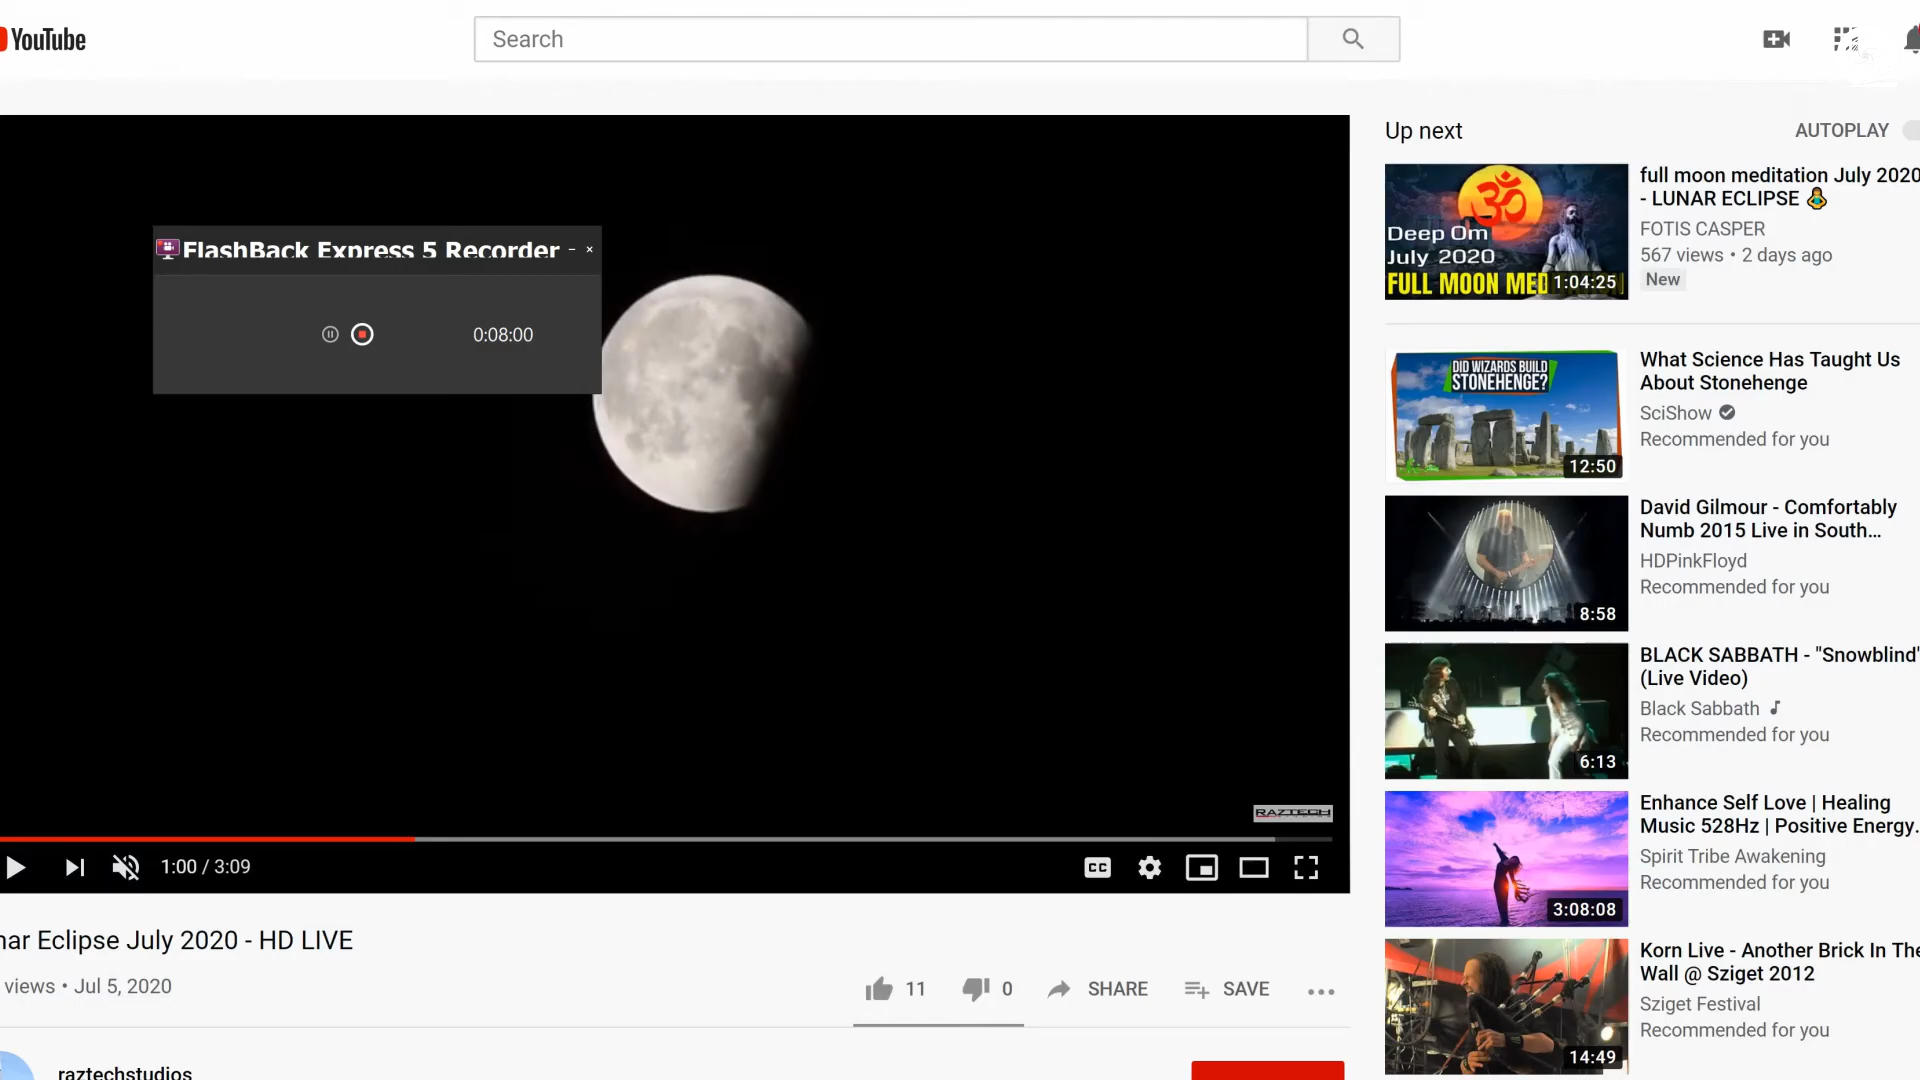 YouTube
Search
Up next
AUTOPLAY
FlashBack Express 5 Recorder
0:08:00
RAZTECH
1:00 / 3:09
CC
nar Eclipse July 2020 - HD LIVE
views • Jul 5, 2020
11
0
SHARE
SAVE
raztechstudios
Deep Om
July 2020
FULL MOON MED
1:04:25
full moon meditation July 2020
- LUNAR ECLIPSE
FOTIS CASPER
567 views • 2 days ago
New
DID WIZARDS BUILD
STONEHENGE?
12:50
What Science Has Taught Us
About Stonehenge
SciShow
Recommended for you
8:58
David Gilmour - Comfortably
Numb 2015 Live in South...
HDPinkFloyd
Recommended for you
6:13
BLACK SABBATH - "Snowblind"
(Live Video)
Black Sabbath
Recommended for you
3:08:08
Enhance Self Love | Healing
Music 528Hz | Positive Energy.
Spirit Tribe Awakening
Recommended for you
14:49
Korn Live - Another Brick In The
Wall @ Sziget 2012
Sziget Festival
Recommended for you